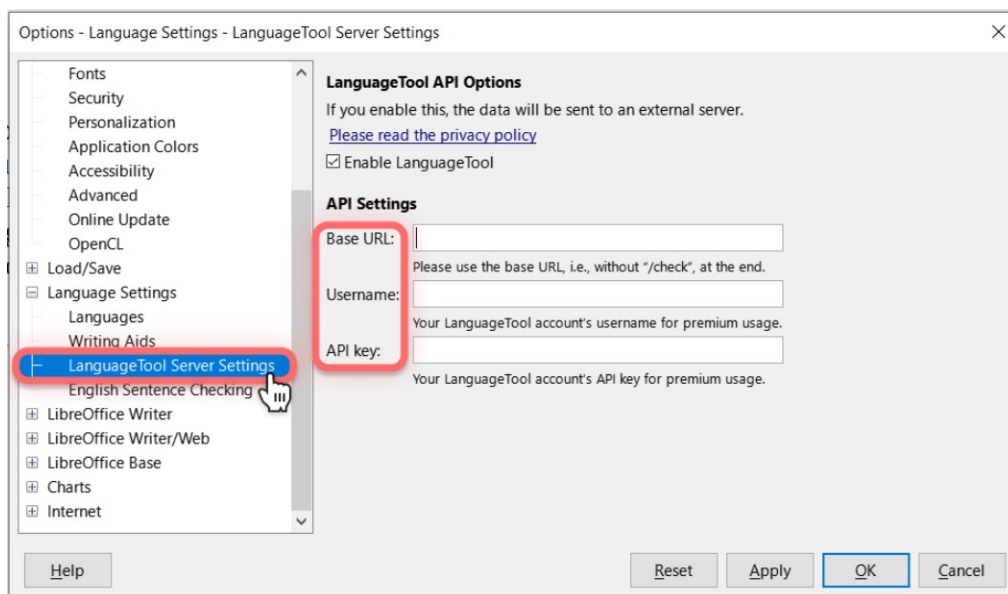 Options - Language Settings - LanguageTool Server Settings
Fonts
Security
Personalization
Application Colors
Accessibility
Advanced
Online Update
OpenCL
Load/Save
Language Settings
Languages
Writing Aids
LanguageTool Server Settings
English Sentence Checking
LibreOffice Writer
LibreOffice Writer/Web
LibreOffice Base
Charts
Internet
LanguageTool API Options
If you enable this, the data will be sent to an external server.
Please read the privacy policy
Enable LanguageTool
API Settings
Base URL:
Please use the base URL, i.e., without “/check”, at the end.
Username:
Your LanguageTool account's username for premium usage.
API key:
Your LanguageTool account's API key for premium usage.
Help
Reset
Apply
OK
Cancel